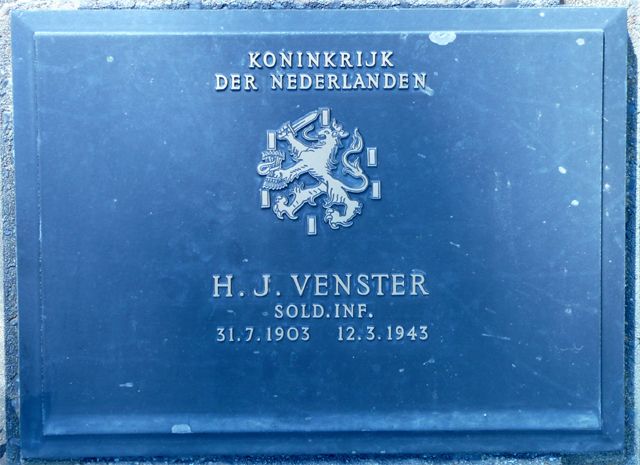 KONINKRIJK
DER NEDERLANDEN
H. J. VENSTER
SOLD. INF.
31.7.1903 12.3.1943